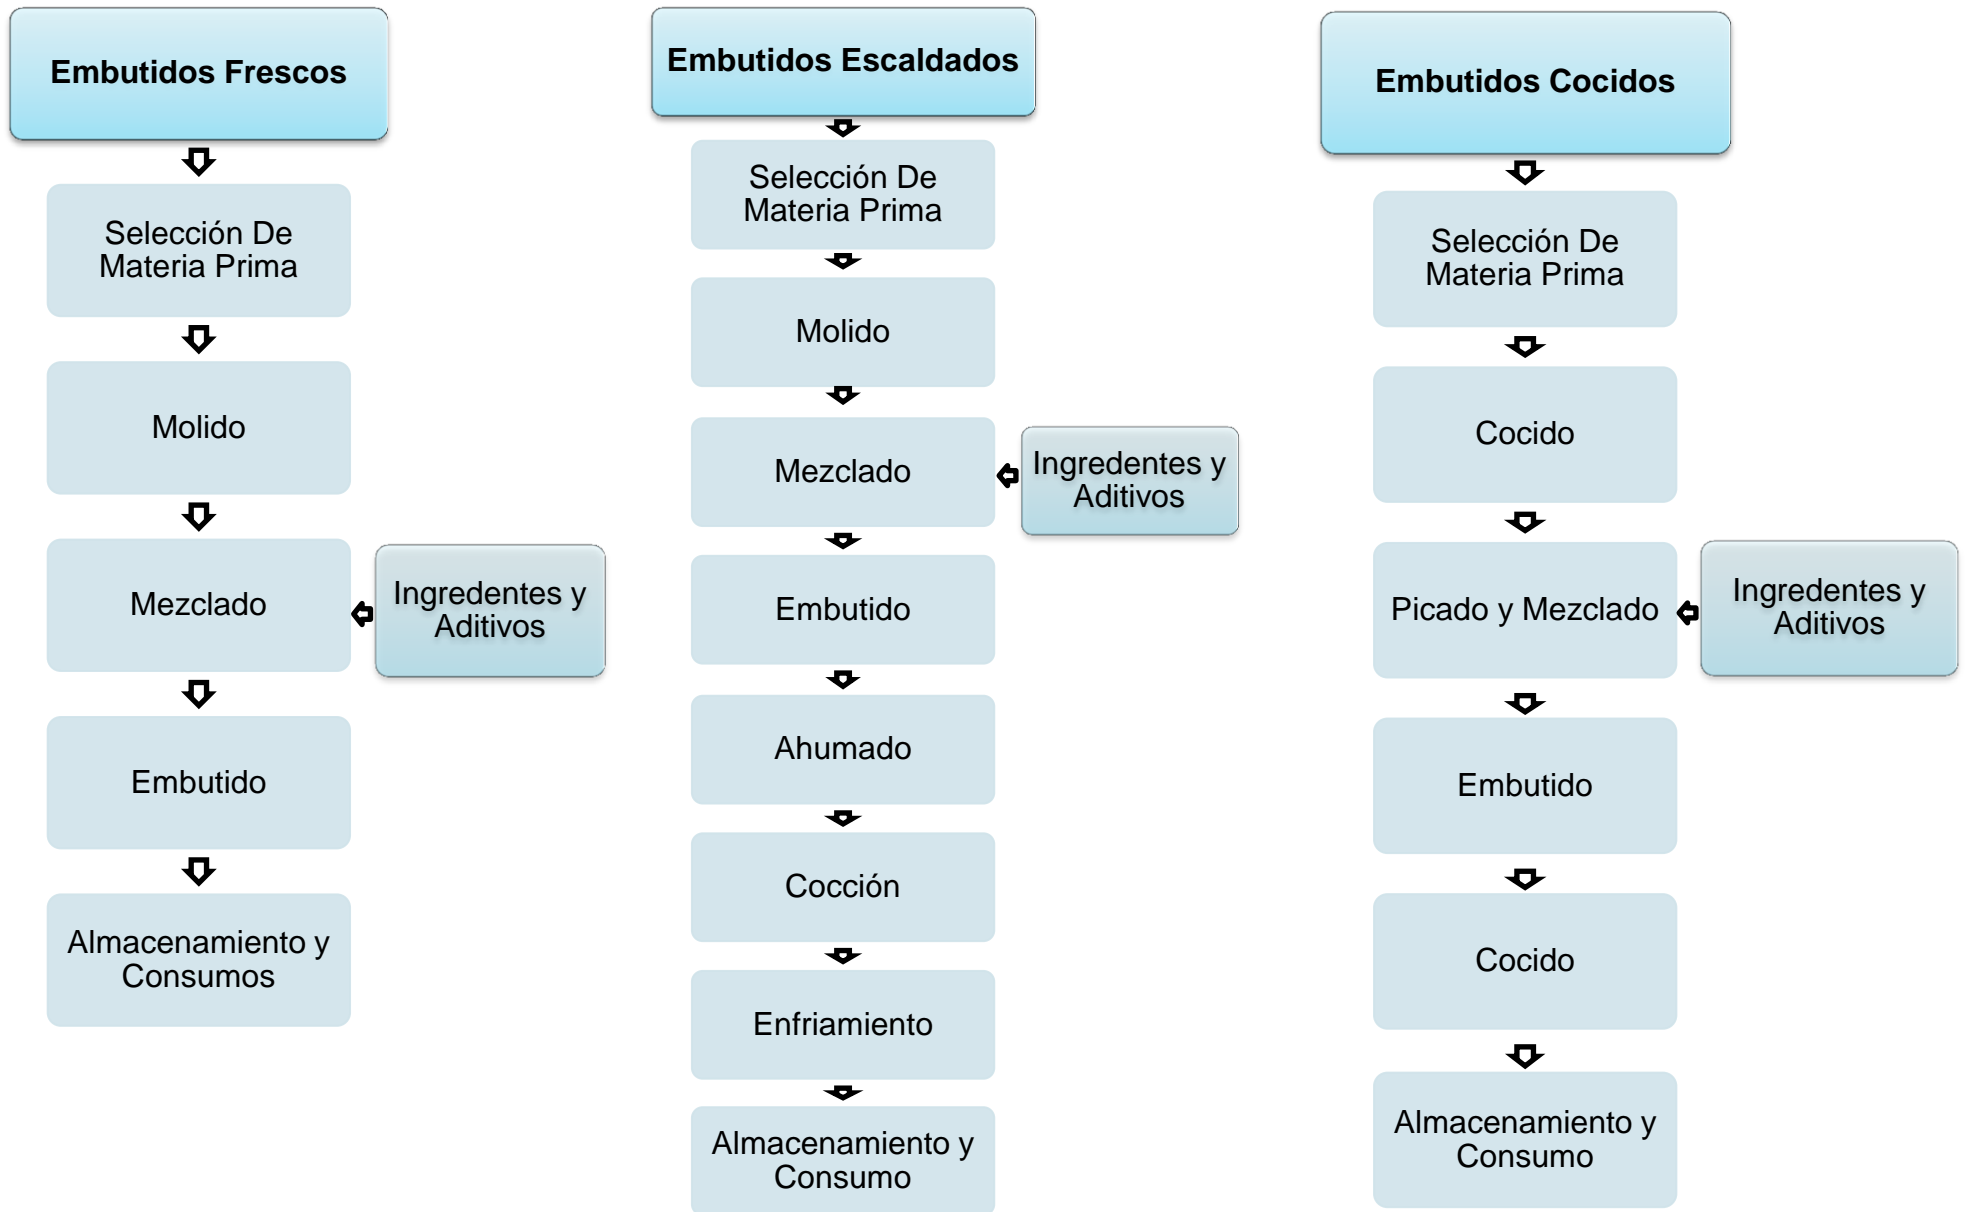 Embutidos Frescos
Selección De
Materia Prima
Molido
Mezclado
Ingredentes y
Aditivos
Embutido
Almacenamiento y
Consumos
Embutidos Escaldados
Selección De
Materia Prima
Molido
Mezclado
Ingredentes y
Aditivos
Embutido
Ahumado
Cocción
Enfriamiento
Almacenamiento y
Consumo
Embutidos Cocidos
Selección De
Materia Prima
Cocido
Picado y Mezclado
Ingredentes y
Aditivos
Embutido
Cocido
Almacenamiento y
Consumo